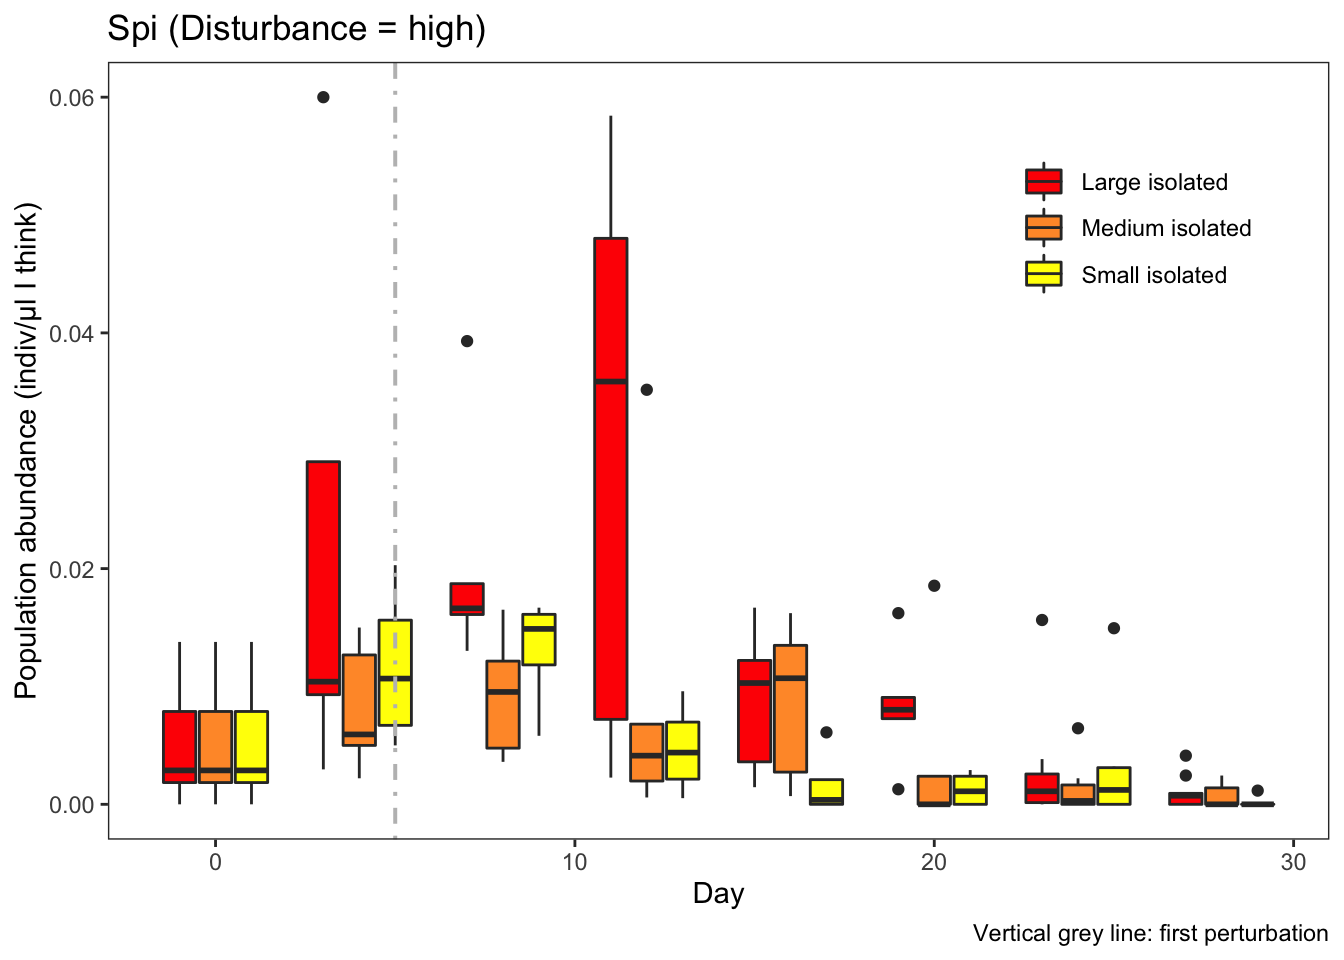 Spi (Disturbance = high)
0.06
0.04
0.02
0.00
Population abundance (indiv/µl I think)
Large isolated
Medium isolated
Small isolated
0
10
20
30
Day
Vertical grey line: first perturbation